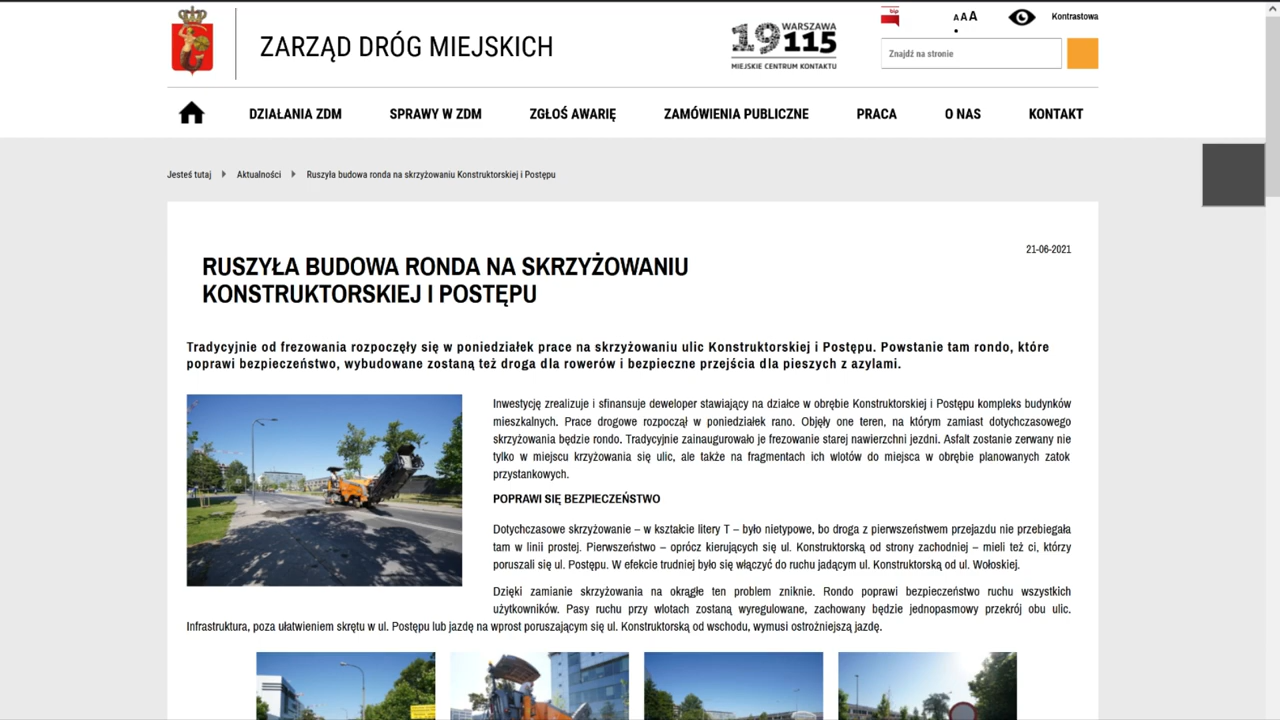 ZARZĄD DRÓG MIEJSKICH
19 WARSZAWA
115
MIEJSKIE CENTRUM KONTAKTU
bip
A A A
Kontrastowa
Znajdź na stronie
DZIAŁANIA ZDM SPRAWY W ZDM ZGŁOŚ AWARIĘ ZAMÓWIENIA PUBLICZNE PRACA O NAS KONTAKT
Jesteś tutaj Aktualności Ruszyła budowa ronda na skrzyżowaniu Konstruktorskiej i Postępu
21-06-2021
RUSZYŁA BUDOWA RONDA NA SKRZYŻOWANIU
KONSTRUKTORSKIEJ I POSTĘPU
Tradycyjnie od frezowania rozpoczęły się w poniedziałek prace na skrzyżowaniu ulic Konstruktorskiej i Postępu. Powstanie tam rondo, które
poprawi bezpieczeństwo, wybudowane zostaną też droga dla rowerów i bezpieczne przejścia dla pieszych z azylami.
Inwestycję zrealizuje i sfinansuje deweloper stawiający na działce w obrębie Konstruktorskiej i Postępu kompleks budynków
mieszkalnych. Prace drogowe rozpoczął w poniedziałek rano. Objęły one teren, na którym zamiast dotychczasowego
skrzyżowania będzie rondo. Tradycyjnie zainaugurowało je frezowanie starej nawierzchni jezdni. Asfalt zostanie zerwany nie
tylko w miejscu krzyżowania się ulic, ale także na fragmentach ich wlotów do miejsca w obrębie planowanych zatok
przystankowych.
POPRAWI SIĘ BEZPIECZEŃSTWO
Dotychczasowe skrzyżowanie – w kształcie litery T – było nietypowe, bo droga z pierwszeństwem przejazdu nie przebiegała
tam w linii prostej. Pierwszeństwo – oprócz kierujących się ul. Konstruktorską od strony zachodniej – mieli też ci, którzy
poruszali się ul. Postępu. W efekcie trudniej było się włączyć do ruchu jadącym ul. Konstruktorską od ul. Wołoskiej.
Dzięki zamianie skrzyżowania na okrągłe ten problem zniknie. Rondo poprawi bezpieczeństwo ruchu wszystkich
użytkowników. Pasy ruchu przy wlotach zostaną wyregulowane, zachowany będzie jednopasmowy przekrój obu ulic.
Infrastruktura, poza ułatwieniem skrętu w ul. Postępu lub jazdę na wprost poruszającym się ul. Konstruktorską od wschodu, wymusi ostrożniejszą jazdę.